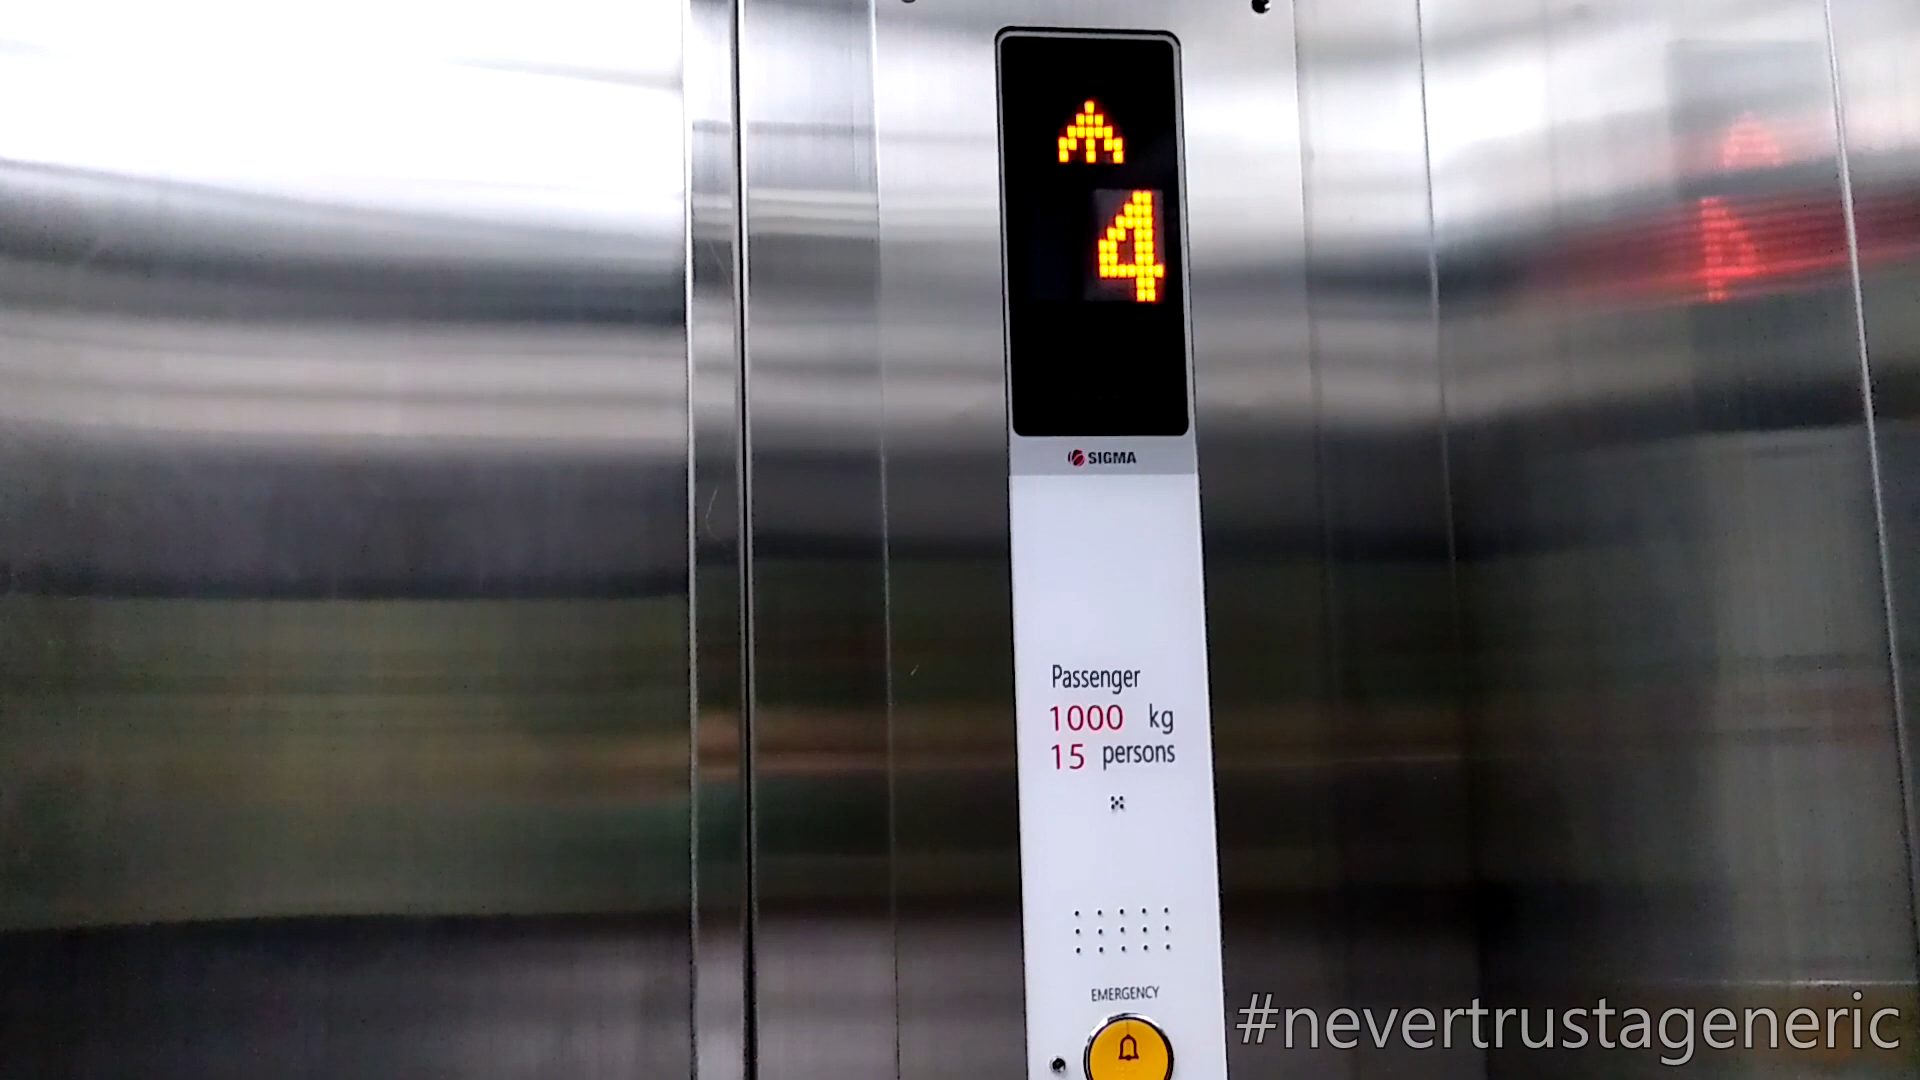 4
SIGMA
Passenger
1000 kg
15 persons
EMERGENCY
#nevertrustageneric